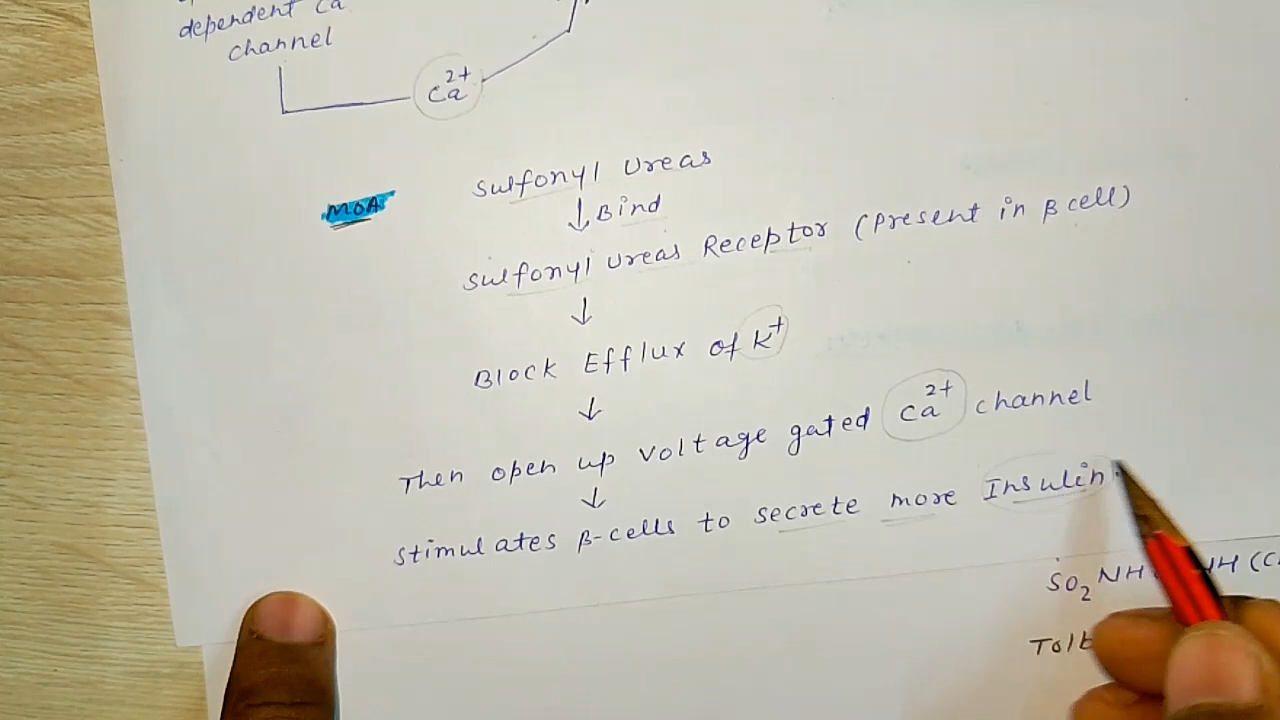 dependent Ca
channel
Ca2+
MOA
Sulfonyl Ureas
↓ Bind
Sulfonyl Ureas Receptor (Present in β cell)
↓
Block Efflux of K+
↓
Then open up voltage gated Ca2+ channel
↓
Stimulates β-cells to secrete more Insulin.
SO2NH